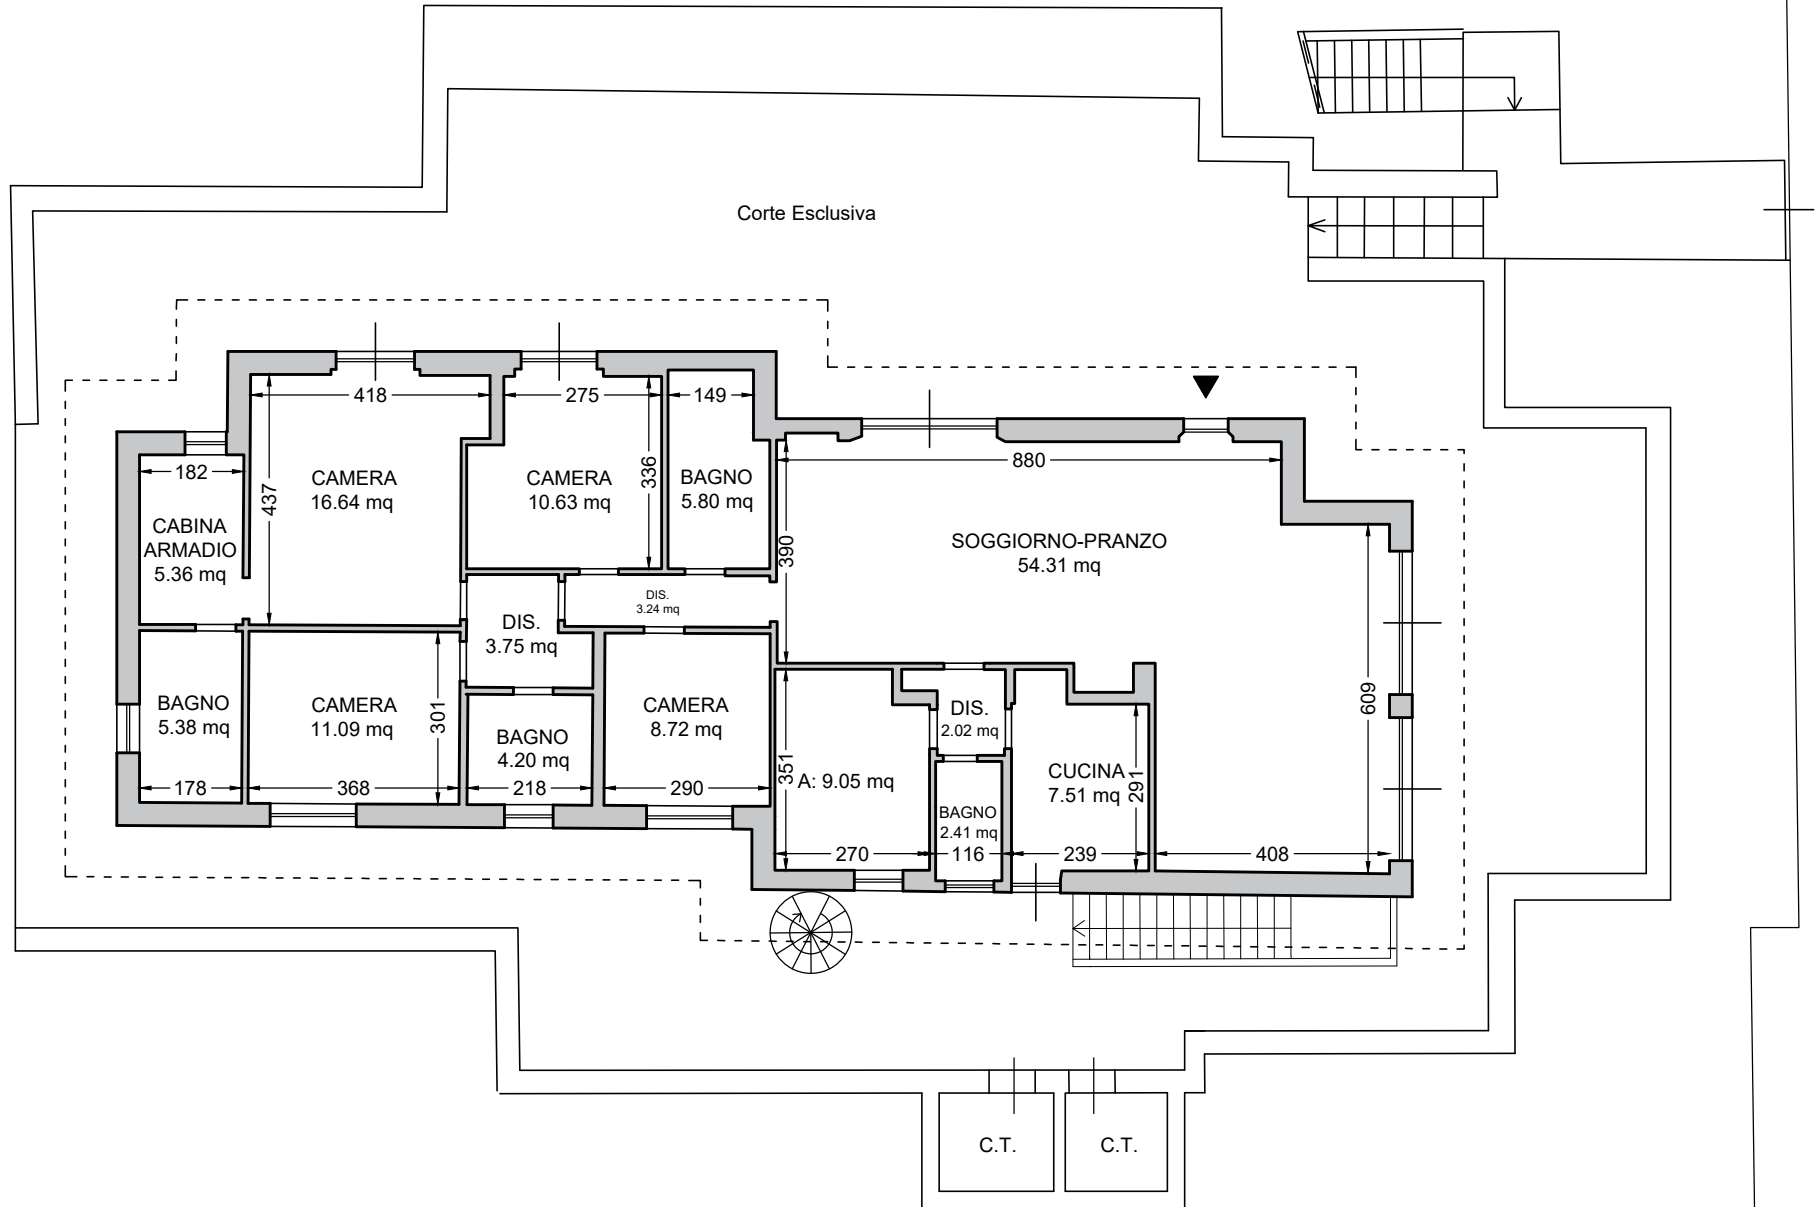 Corte Esclusiva
418
275
149
880
182
437
CAMERA
16.64 mq
CAMERA
10.63 mq
336
BAGNO
5.80 mq
CABINA
ARMADIO
5.36 mq
390
SOGGIORNO-PRANZO
54.31 mq
DIS.
3.24 mq
DIS.
3.75 mq
BAGNO
5.38 mq
CAMERA
11.09 mq
301
BAGNO
4.20 mq
CAMERA
8.72 mq
351
A: 9.05 mq
DIS.
2.02 mq
CUCINA
7.51 mq
291
609
BAGNO
2.41 mq
178
368
218
290
270
116
239
408
C.T.
C.T.